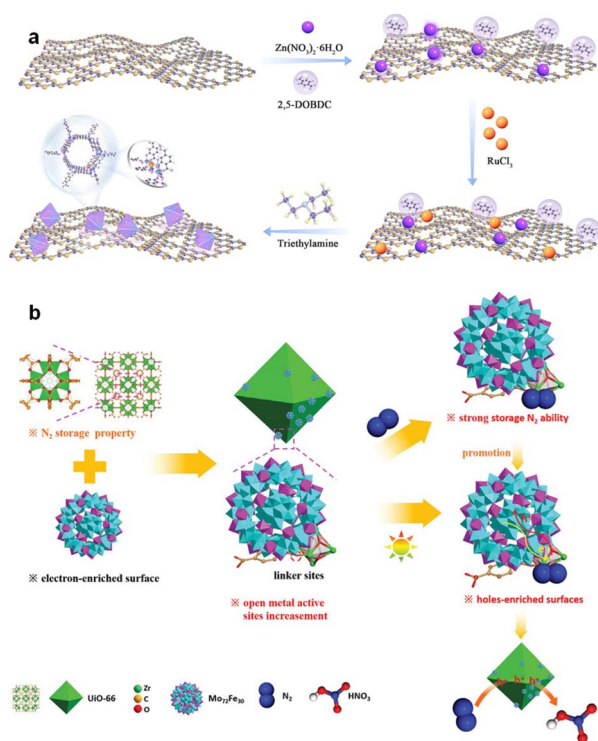 a
Zn(NO3)2·6H2O
2,5-DOBDC
RuCl3
Triethylamine
b
※ N2 storage property
※ electron-enriched surface
linker sites
※ open metal active
sites increasement
※ strong storage N2 ability
promotion
h+
※ holes-enriched surfaces
h+ h+ h+
UiO-66
Zr
C
O
Mo72Fe30
N2
HNO3